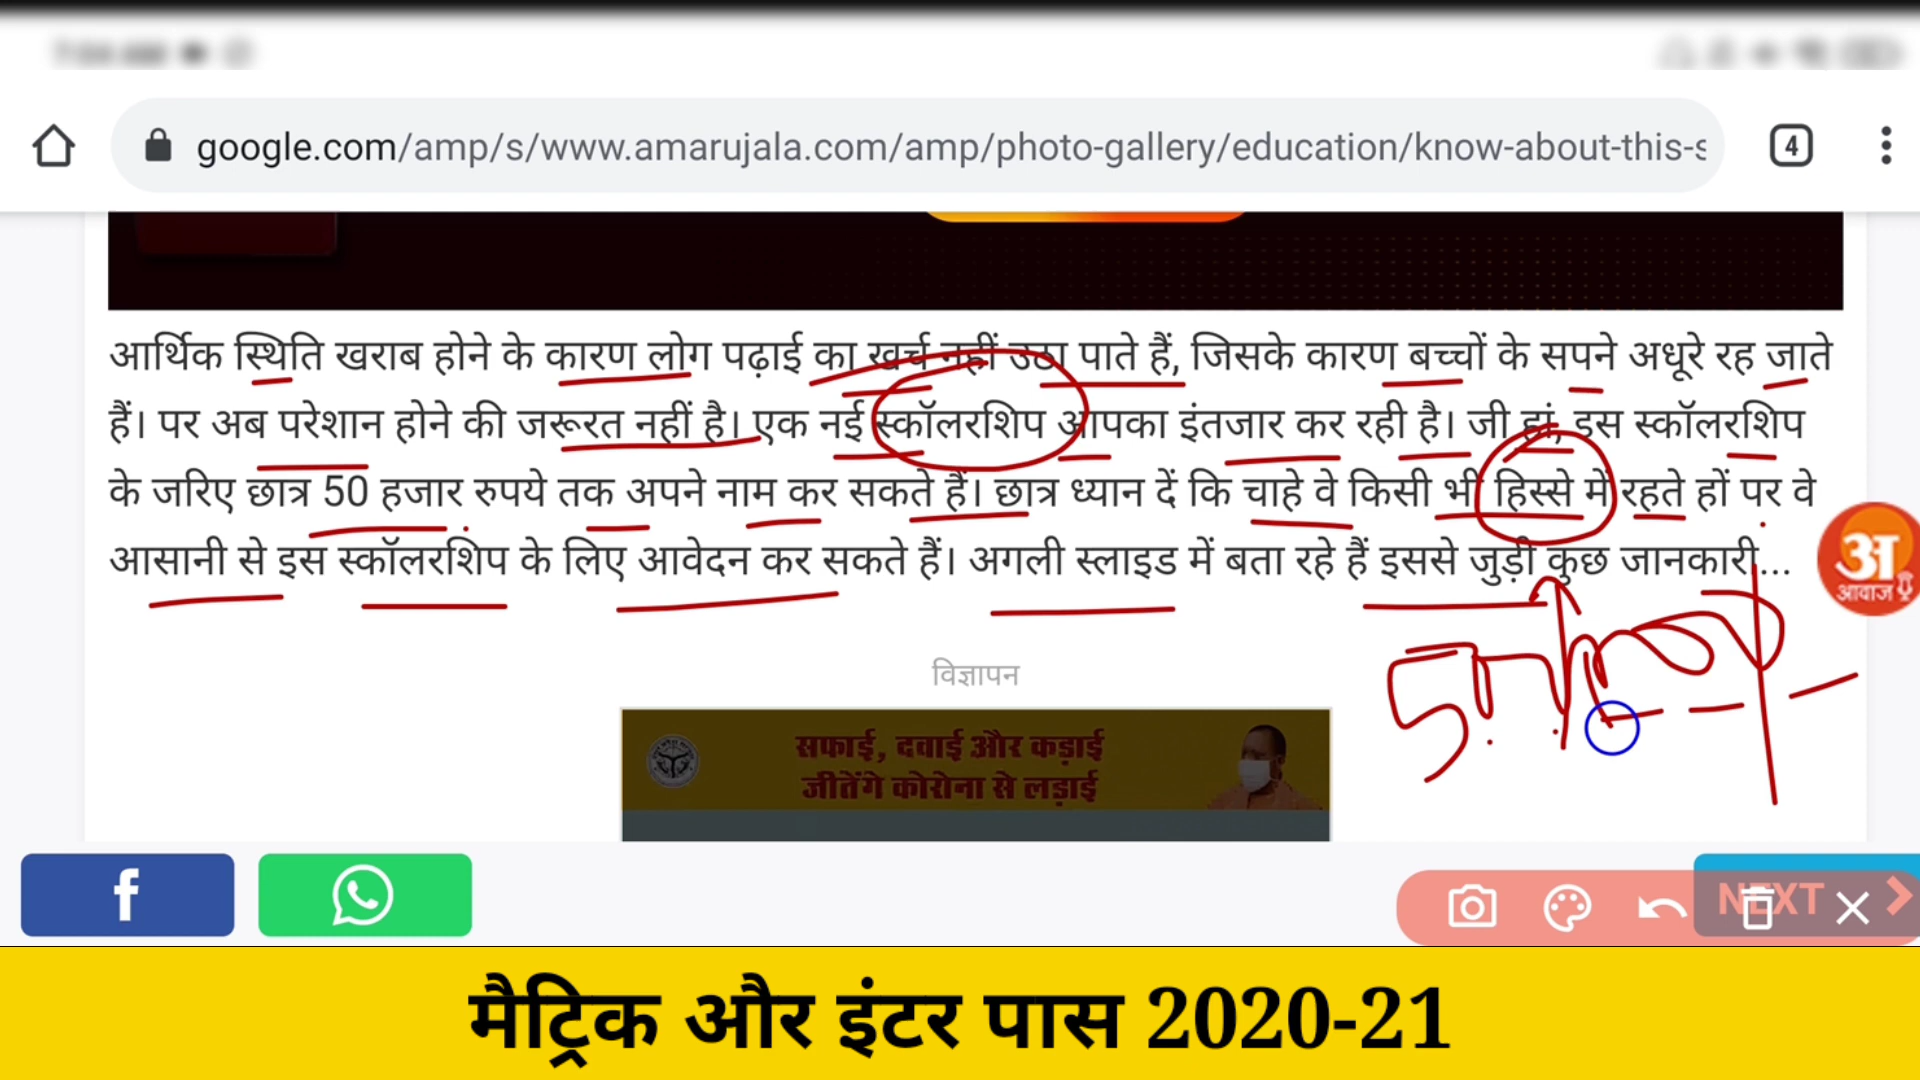 google.com/amp/s/www.amarujala.com/amp/photo-gallery/education/know-about-this-s
4
आर्थिक स्थिति खराब होने के कारण लोग पढ़ाई का खर्च नहीं उठा पाते हैं, जिसके कारण बच्चों के सपने अधूरे रह जाते
हैं। पर अब परेशान होने की जरूरत नहीं है। एक नई स्कॉलरशिप आपका इंतजार कर रही है। जी हां, इस स्कॉलरशिप
के जरिए छात्र 50 हजार रुपये तक अपने नाम कर सकते हैं। छात्र ध्यान दें कि चाहे वे किसी भी हिस्से में रहते हों पर वे
आसानी से इस स्कॉलरशिप के लिए आवेदन कर सकते हैं। अगली स्लाइड में बता रहे हैं इससे जुड़ी कुछ जानकारी...
अ
आवाज
विज्ञापन
सफाई, दवाई और कड़ाई
जीतेंगे कोरोना से लड़ाई
f
NEXT
मैट्रिक और इंटर पास 2020-21